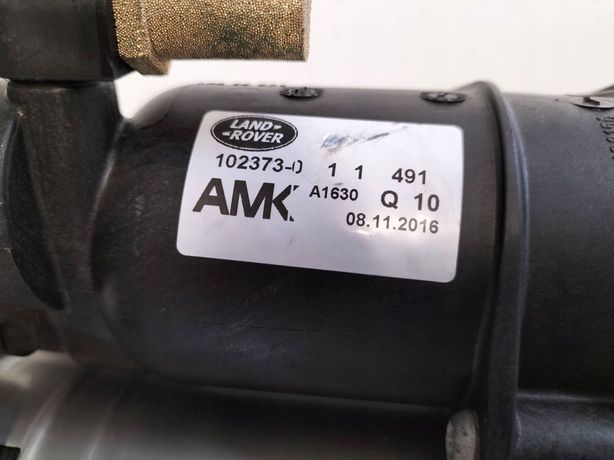 LAND-
-ROVER
102373-0 1 1 491
AMK A1630 Q 10
08.11.2016